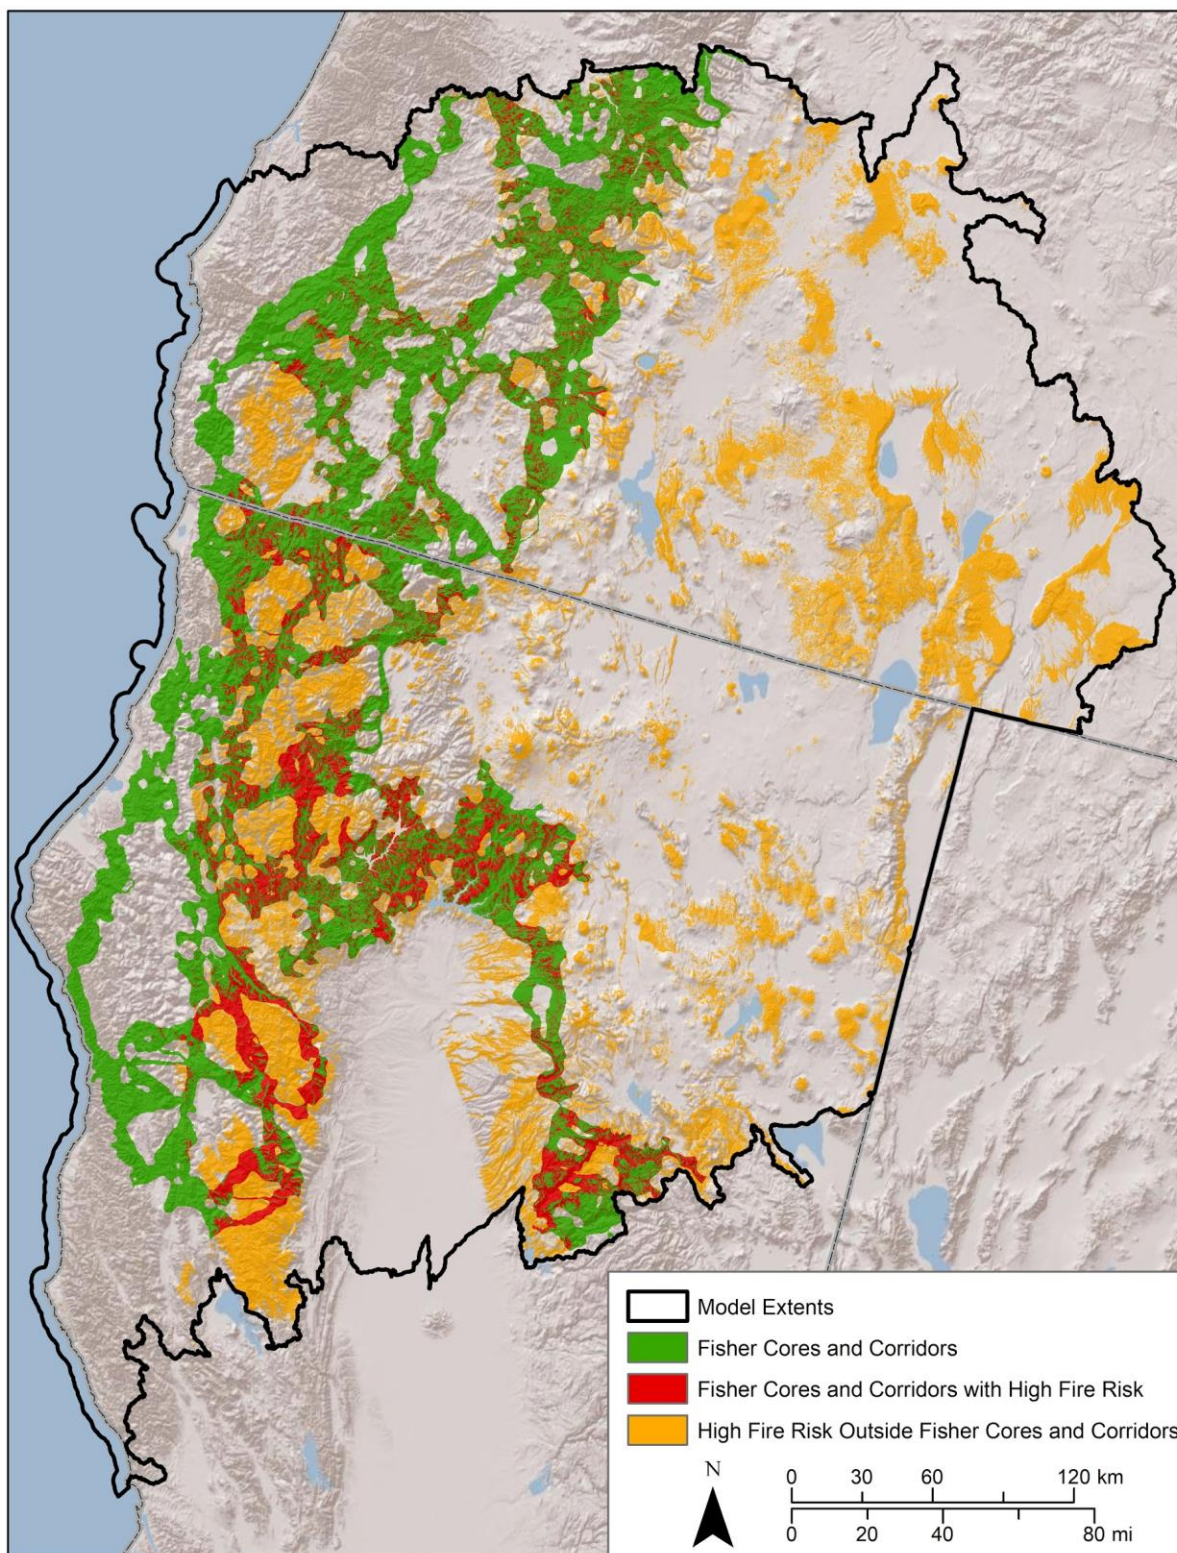 Model Extents
Fisher Cores and Corridors
Fisher Cores and Corridors with High Fire Risk
High Fire Risk Outside Fisher Cores and Corridors
N
0 30 60 120 km
0 20 40 80 mi